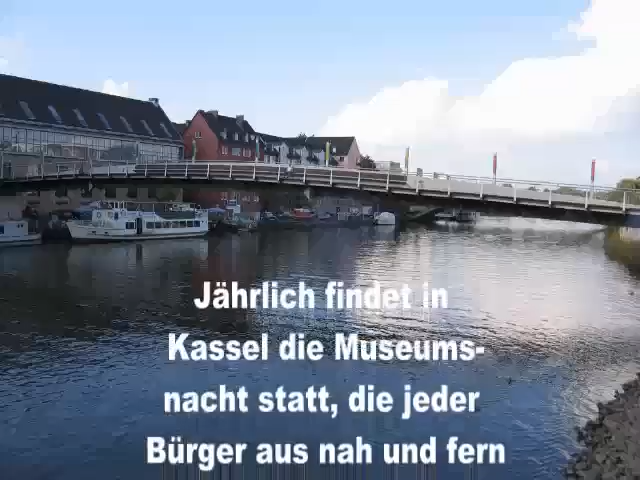 Jährlich findet in
Kassel die Museums-
nacht statt, die jeder
Bürger aus nah und fern